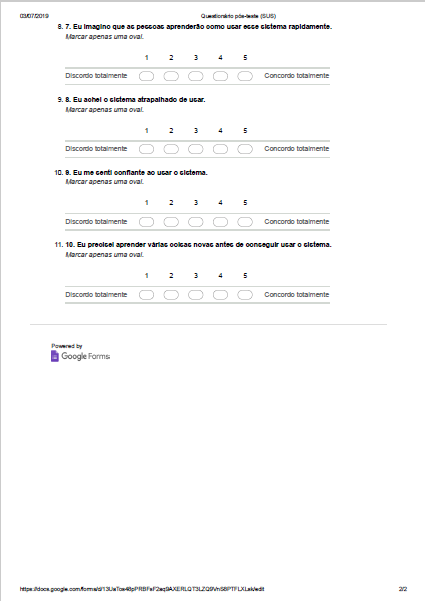 03/07/2019 Questionário pós-teste (SUS)
8. 7. Eu imagino que as pessoas aprenderão como usar esse sistema rapidamente.
Marcar apenas uma oval.
1 2 3 4 5
Discordo totalmente Concordo totalmente
9. 8. Eu achei o sistema atrapalhado de usar.
Marcar apenas uma oval.
1 2 3 4 5
Discordo totalmente Concordo totalmente
10. 9. Eu me senti confiante ao usar o sistema.
Marcar apenas uma oval.
1 2 3 4 5
Discordo totalmente Concordo totalmente
11. 10. Eu precisei aprender várias coisas novas antes de conseguir usar o sistema.
Marcar apenas uma oval.
1 2 3 4 5
Discordo totalmente Concordo totalmente
Powered by
Google Forms
2/2